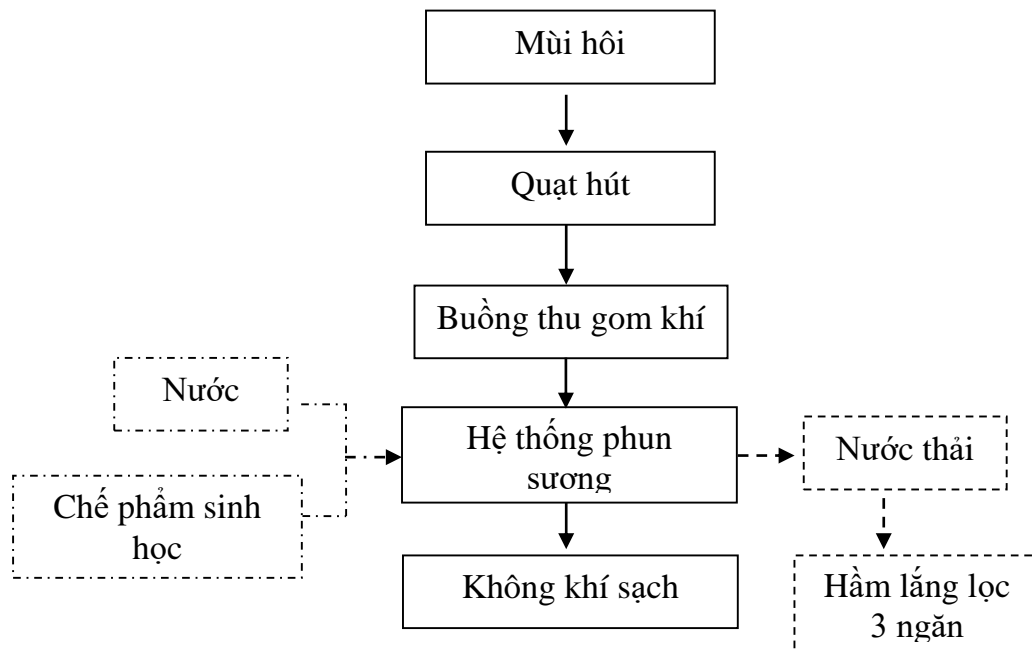 Mùi hôi
Quạt hút
Buồng thu gom khí
Nước
Hệ thống phun
sương
Nước thải
Chế phẩm sinh
học
Không khí sạch
Hầm lắng lọc
3 ngăn